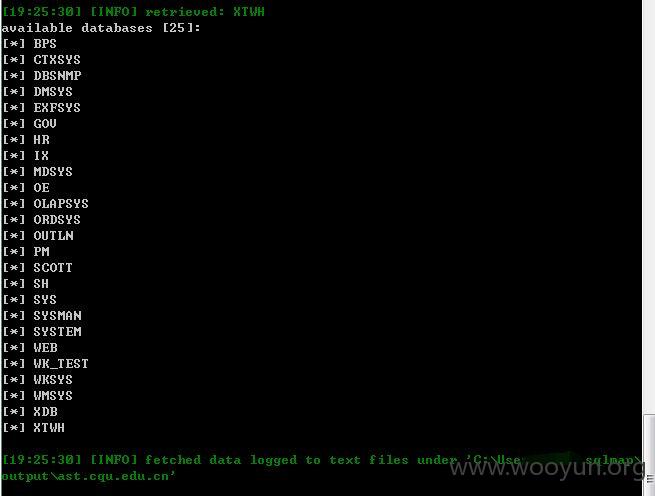 [19:25:30] [INFO] retrieved: XTWH
available databases [25]:
[*] BPS
[*] CTXSYS
[*] DBSNMP
[*] DMSYS
[*] EXFSYS
[*] GOV
[*] HR
[*] IX
[*] MDSYS
[*] OE
[*] OLAPSYS
[*] ORDSYS
[*] OUTLN
[*] PM
[*] SCOTT
[*] SH
[*] SYS
[*] SYSMAN
[*] SYSTEM
[*] WEB
[*] WK_TEST
[*] WKSYS
[*] WMSYS
[*] XDB
[*] XTWH
[19:25:30] [INFO] fetched data logged to text files under 'C:\Use sqlmap\
output\ast.cqu.edu.cn'
www.wooyun.org